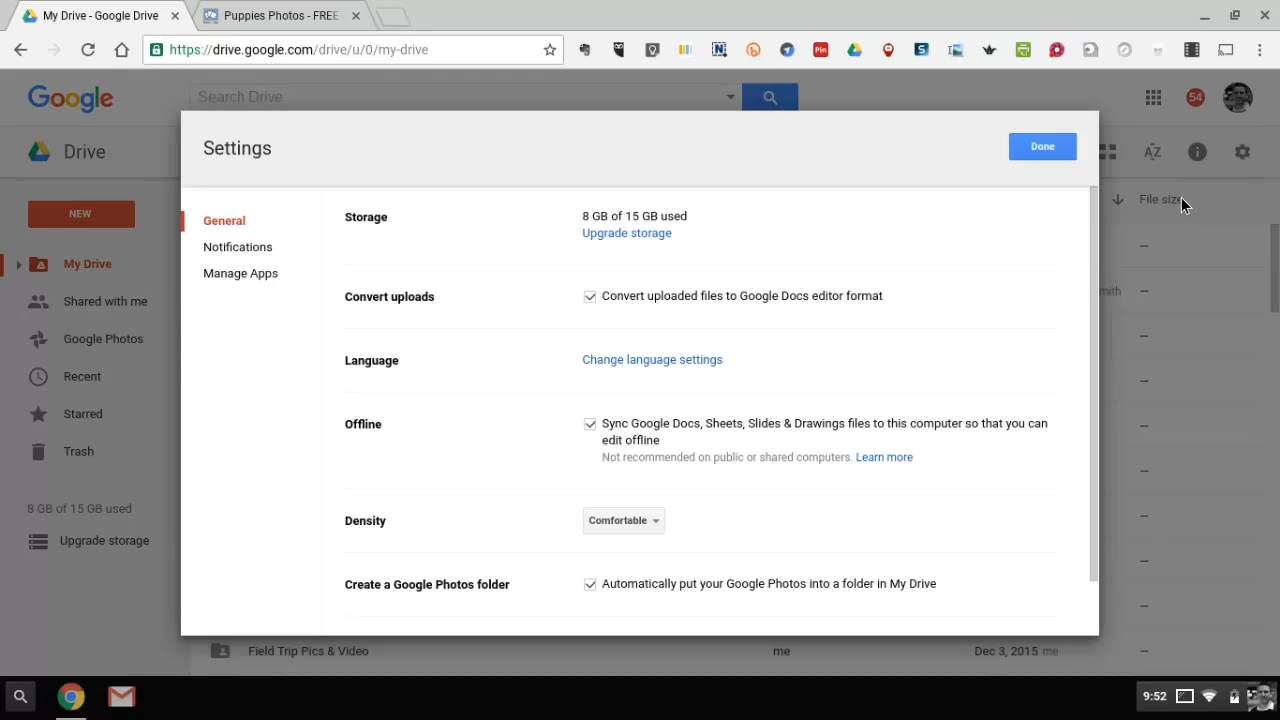 My Drive - Google Drive
Puppies Photos - FREE
https://drive.google.com/drive/u/0/my-drive
N
Pin
S
Google
Search Drive
54
Drive
Settings
Done
AZ
NEW
General
Storage
8 GB of 15 GB used
File size
Upgrade storage
Notifications
My Drive
Manage Apps
Shared with me
Convert uploads
Convert uploaded files to Google Docs editor format
mith
Google Photos
Language
Change language settings
Recent
Starred
Offline
Sync Google Docs, Sheets, Slides & Drawings files to this computer so that you can
edit offline
Not recommended on public or shared computers. Learn more
Trash
8 GB of 15 GB used
Upgrade storage
Density
Comfortable
Create a Google Photos folder
Automatically put your Google Photos into a folder in My Drive
Field Trip Pics & Video
me
Dec 3, 2015 me
9:52